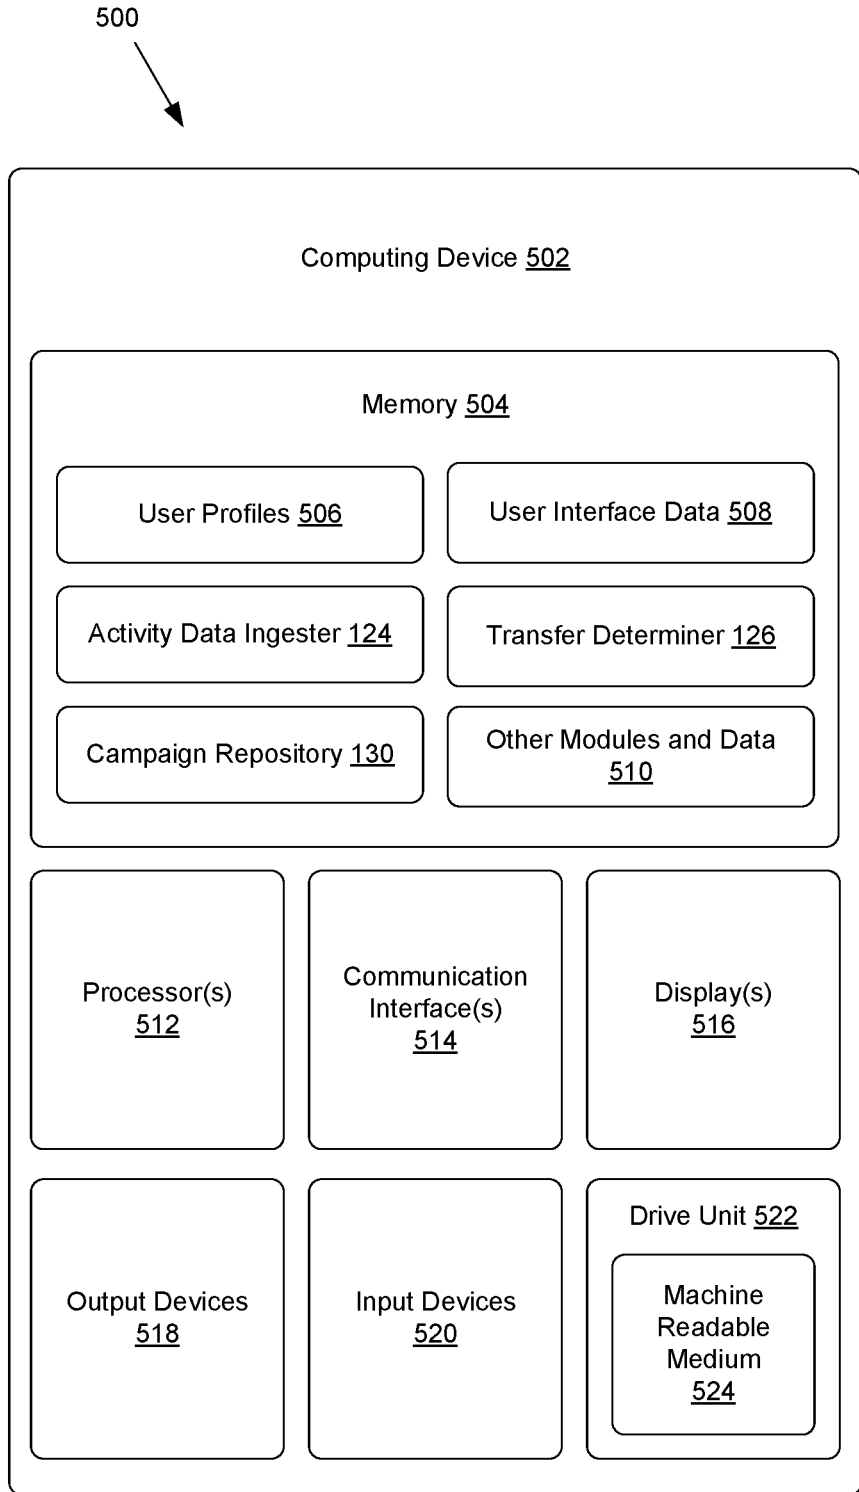 500
Computing Device 502
Memory 504
User Profiles 506
User Interface Data 508
Activity Data Ingester 124
Transfer Determiner 126
Campaign Repository 130
Other Modules and Data
510
Processor(s)
512
Communication
Interface(s)
514
Display(s)
516
Output Devices
518
Input Devices
520
Drive Unit 522
Machine
Readable
Medium
524